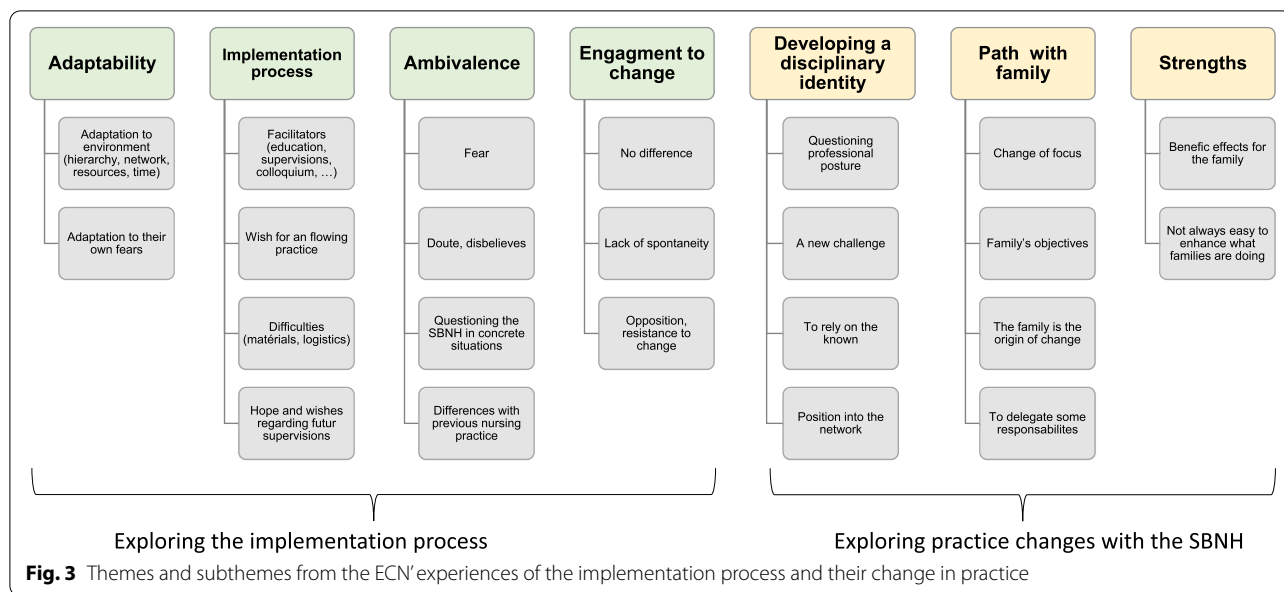 Adaptability
Adaptation to
environment
(hierarchy, network,
resources, time)
Adaptation to their
own fears
Implementation
process
Facilitators
(education,
supervisions,
colloquium, …)
Wish for an flowing
practice
Difficulties
(matérials, logistics)
Hope and wishes
regarding futur
supervisions
Ambivalence
Fear
Doute, disbelieves
Questioning the
SBNH in concrete
situations
Differences with
previous nursing
practice
Engagment to
change
No difference
Lack of spontaneity
Opposition,
resistance to
change
Developing a
disciplinary
identity
Questioning
professional
posture
A new challenge
To rely on the
known
Position into the
network
Path with
family
Change of focus
Family's objectives
The family is the
origin of change
To delegate some
responsabilites
Strengths
Benefic effects for
the family
Not always easy to
enhance what
families are doing
Exploring the implementation process
Exploring practice changes with the SBNH
Fig. 3 Themes and subthemes from the ECN' experiences of the implementation process and their change in practice